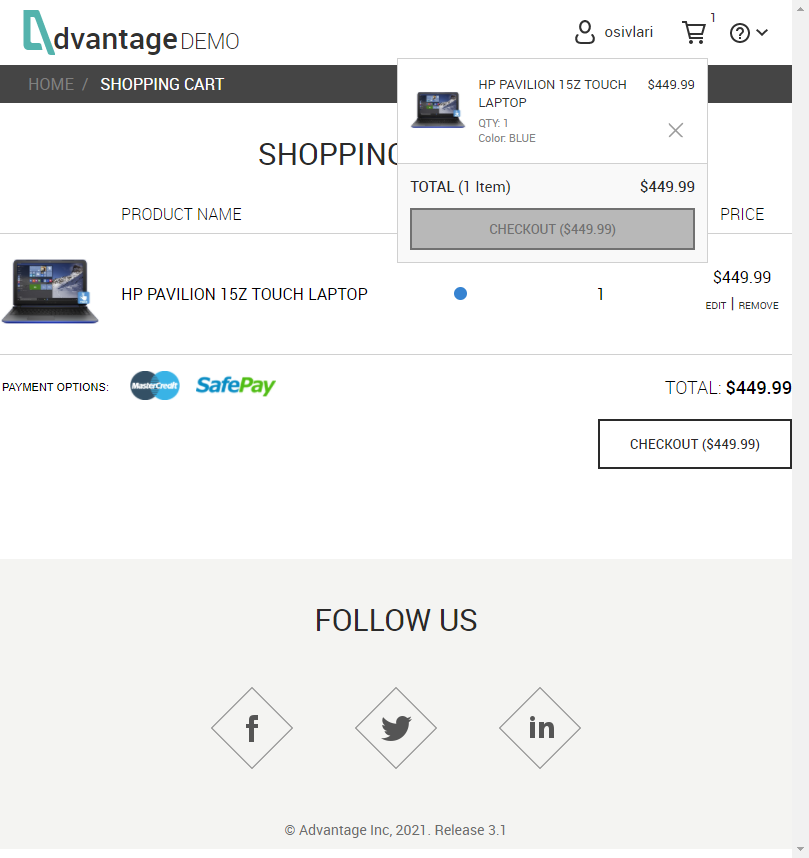 dvantage DEMO
osivlari
1
HOME / SHOPPING CART
HP PAVILION 15Z TOUCH LAPTOP
$449.99
QTY: 1
Color: BLUE
TOTAL (1 Item)
$449.99
CHECKOUT ($449.99)
SHOPPING
PRODUCT NAME
PRICE
HP PAVILION 15Z TOUCH LAPTOP
1
$449.99
EDIT | REMOVE
PAYMENT OPTIONS:
MasterCredit
SafePay
TOTAL: $449.99
CHECKOUT ($449.99)
FOLLOW US
f
in
© Advantage Inc, 2021. Release 3.1